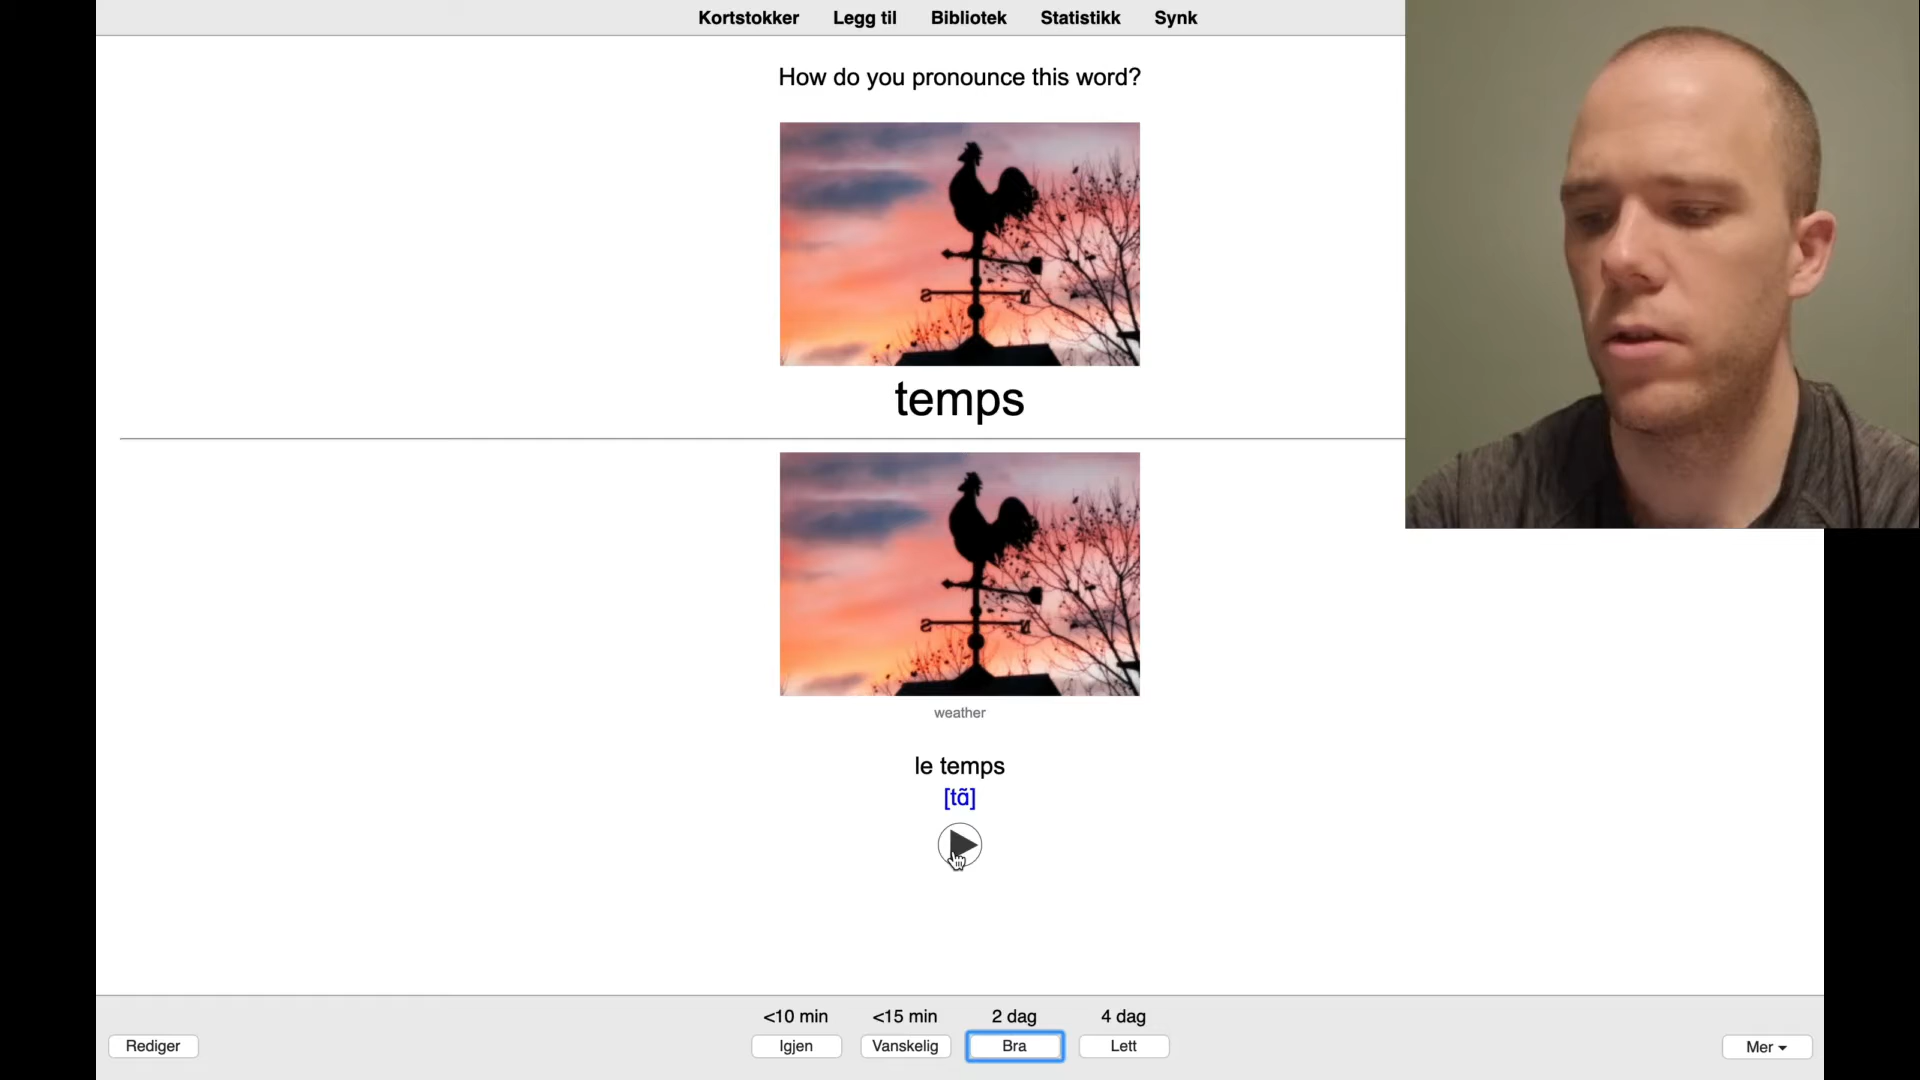 Kortstokker Legg til Bibliotek Statistikk Synk
How do you pronounce this word?
S N
temps
S N
weather
le temps
[tɑ̃]
<10 min <15 min 2 dag 4 dag
Rediger Igjen Vanskelig Bra Lett Mer